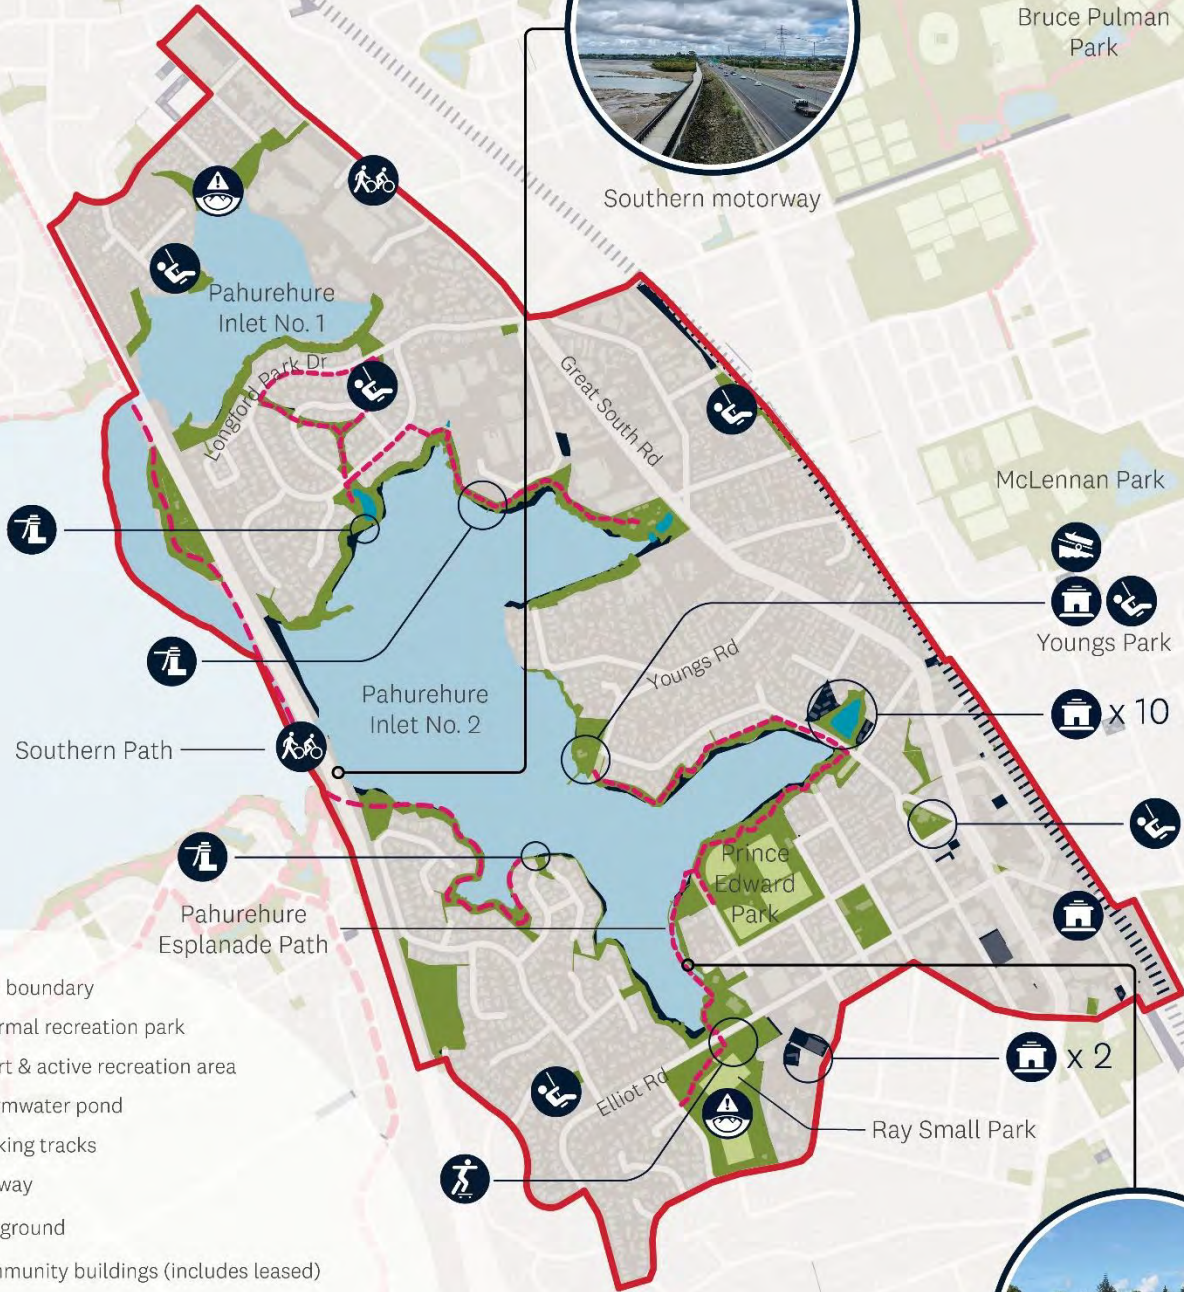 Bruce Pulman
Park
Southern motorway
Pahurehure
Inlet No. 1
Longford Park Dr
Great South Rd
McLennan Park
Youngs Park
Youngs Rd
x 10
Pahurehure
Inlet No. 2
Southern Path
Prince
Edward
Park
Pahurehure
Esplanade Path
boundary
rmal recreation park
rt & active recreation area
rmwater pond
king tracks
way
ground
mmunity buildings (includes leased)
Elliot Rd
x 2
Ray Small Park